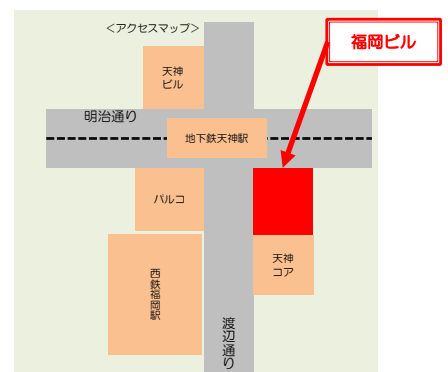 ＜アクセスマップ＞
福岡ビル
天神
ビル
明治通り
地下鉄天神駅
パルコ
天神
コア
西鉄福岡駅
渡辺通り